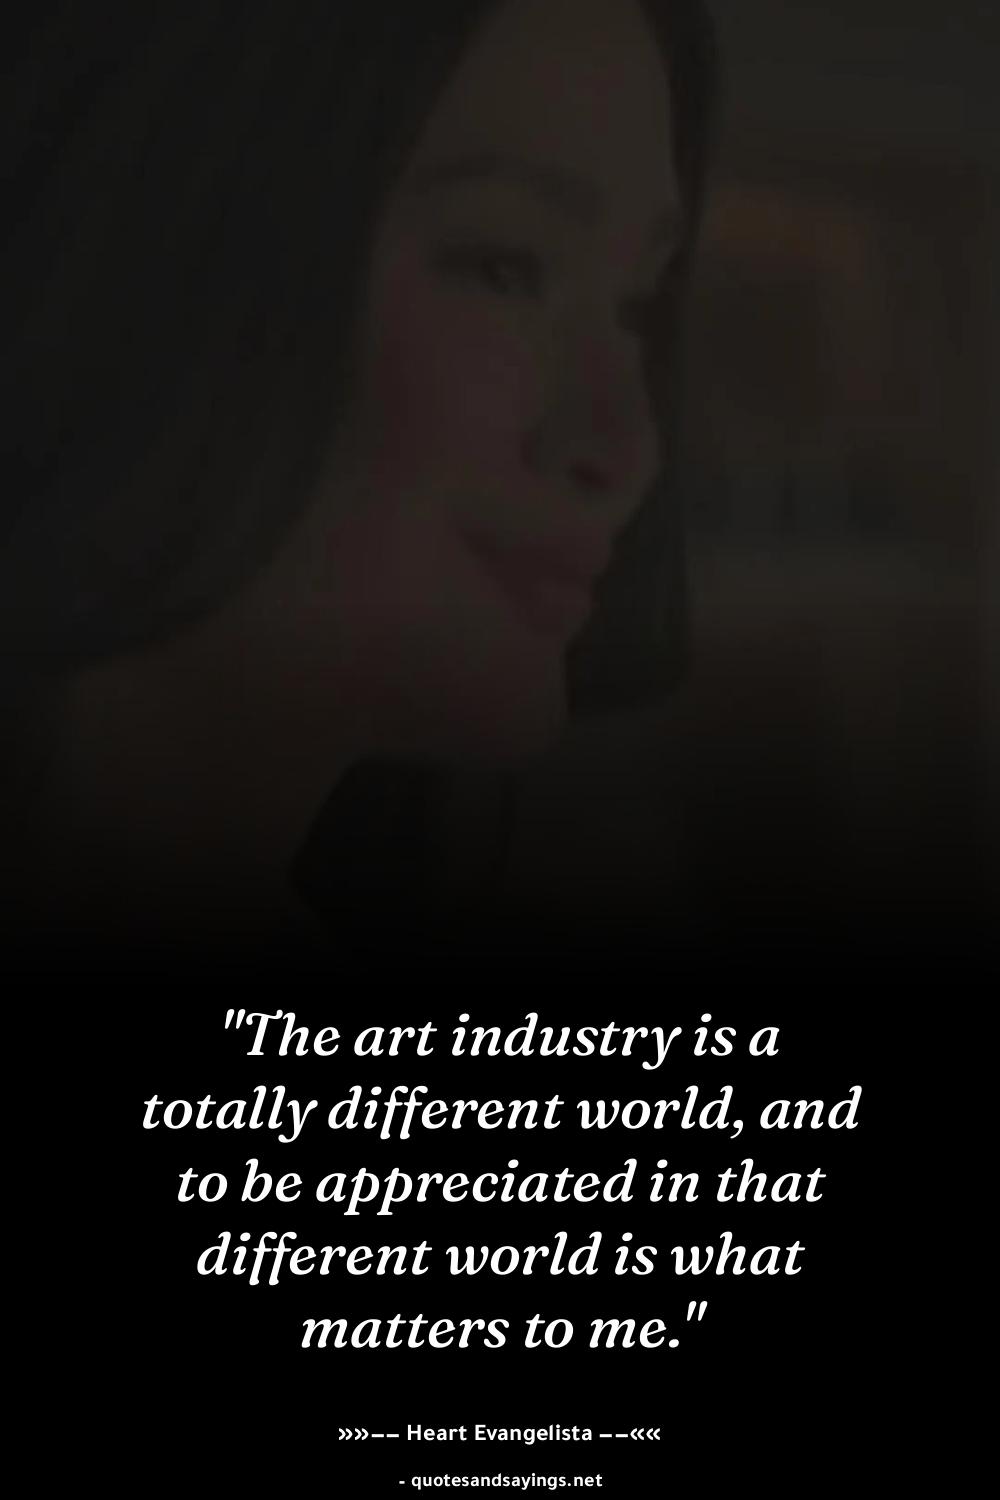 "The art industry is a
totally different world, and
to be appreciated in that
different world is what
matters to me."
»»–– Heart Evangelista ––««
- quotesandsayings.net